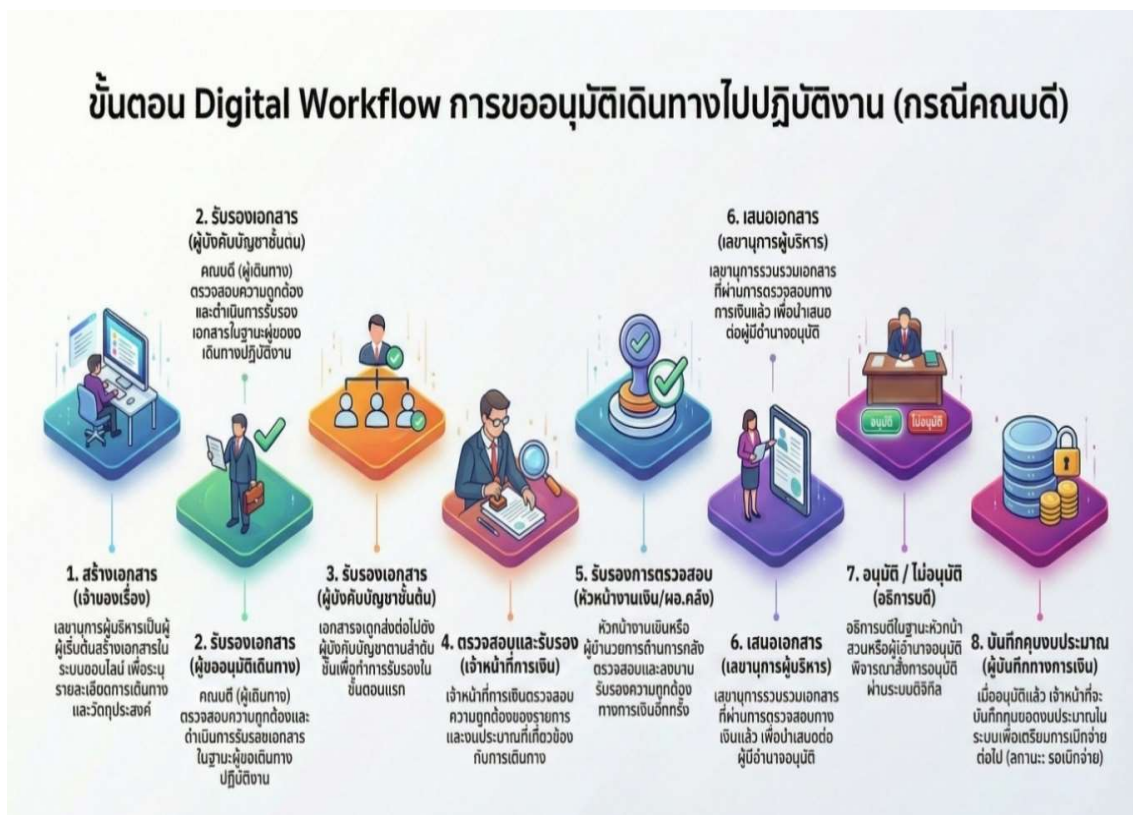 ขั้นตอน Digital Workflow การขออนุมัติเดินทางไปปฏิบัติงาน (กรณีคณบดี)
2. รับรองเอกสาร
(ผู้บังคับบัญชาชั้นต้น)
คณบดี (ผู้เดินทาง)
ตรวจสอบความถูกต้อง
และดำเนินการรับรอง
เอกสารในฐานะผู้ขออ
เดินทางปฏิบัติงาน
6. เสนอเอกสาร
(เลขานุการผู้บริหาร)
เลขานุการรวบรวมเอกสาร
ที่ผ่านการตรวจสอบทาง
การเงินแล้ว เพื่อนำเสนอ
ต่อผู้มีอำนาจอนุมัติ
อนุมัติ
ไม่อนุมัติ
1. สร้างเอกสาร
(เจ้าของเรื่อง)
เลขานุการผู้บริหารเป็นผู้
ผู้เริ่มต้นสร้างเอกสารใน
ระบบออนไลน์ เพื่อระบุ
รายละเอียดการเดินทาง
และวัตถุประสงค์
2. รับรองเอกสาร
(ผู้ขออนุมัติเดินทาง)
คณบดี (ผู้เดินทาง)
ตรวจสอบความถูกต้องและ
ดำเนินการรับรองเอกสาร
ในฐานะผู้ขอเดินทาง
ปฏิบัติงาน
3. รับรองเอกสาร
(ผู้บังคับบัญชาชั้นต้น)
เอกสารจะถูกส่งต่อไปยัง
ผู้บังคับบัญชาตามลำดับ
ชั้นเพื่อทำการรับรองใน
ขั้นตอนแรก
4. ตรวจสอบและรับรอง
(เจ้าหน้าที่การเงิน)
เจ้าหน้าที่การเงินตรวจสอบ
ความถูกต้องของรายการ
และงบประมาณที่เกี่ยวข้อง
กับการเดินทาง
5. รับรองการตรวจสอบ
(หัวหน้างานเงิน/ผอ.คลัง)
หัวหน้างานเงินหรือ
ผู้อำนวยการด้านการคลัง
ตรวจสอบและลงนาม
รับรองความถูกต้อง
ทางการเงินอีกครั้ง
6. เสนอเอกสาร
(เลขานุการผู้บริหาร)
เลขานุการรวบรวมเอกสาร
ที่ผ่านการตรวจสอบทาง
เงินแล้ว เพื่อนำเสนอต่อ
ผู้มีอำนาจอนุมัติ
7. อนุมัติ / ไม่อนุมัติ
(อธิการบดี)
อธิการบดีในฐานะหัวหน้า
ส่วนหรือผู้มีอำนาจอนุมัติ
พิจารณาสั่งการอนุมัติ
ผ่านระบบดิจิทัล
8. บันทึกคุมงบประมาณ
(ผู้บันทึกทางการเงิน)
เมื่ออนุมัติแล้ว เจ้าหน้าที่จะ
บันทึกคุมยอดงบประมาณใน
ระบบเพื่อเตรียมการเบิกจ่าย
ต่อไป (สถานะ: รอเบิกจ่าย)